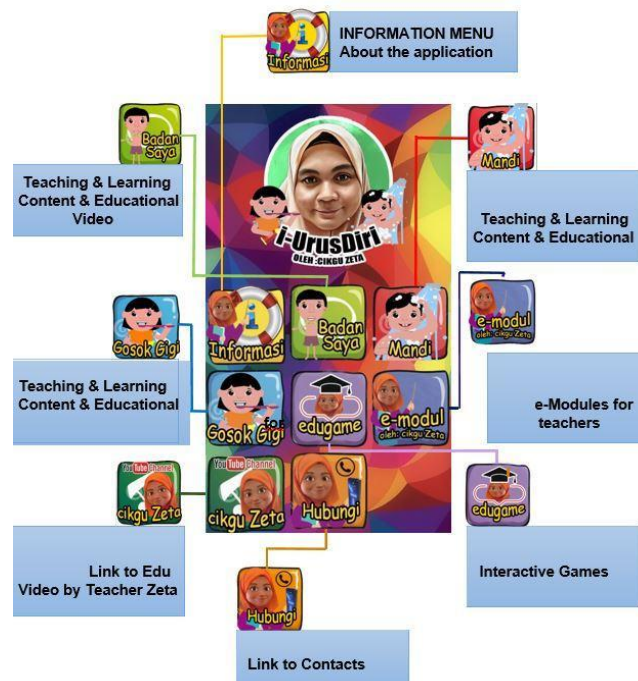 INFORMATION MENU
About the application
Informasi
Badan
Saya
Mandi
Teaching & Learning
Content & Educational
Video
Teaching & Learning
Content & Educational
i-UrusDiri
OLEH : CIKGU ZETA
Gosok Gigi
Informasi
Badan
Saya
Mandi
e-modul
oleh: cikgu Zeta
Teaching & Learning
Content & Educational
for
Gosok Gigi
edugame
e-modul
oleh: cikgu Zeta
e-Modules for
teachers
YouTube Channel
cikgu Zeta
YouTube Channel
cikgu Zeta
Hubungi
edugame
Link to Edu
Video by Teacher Zeta
Interactive Games
Hubungi
Link to Contacts